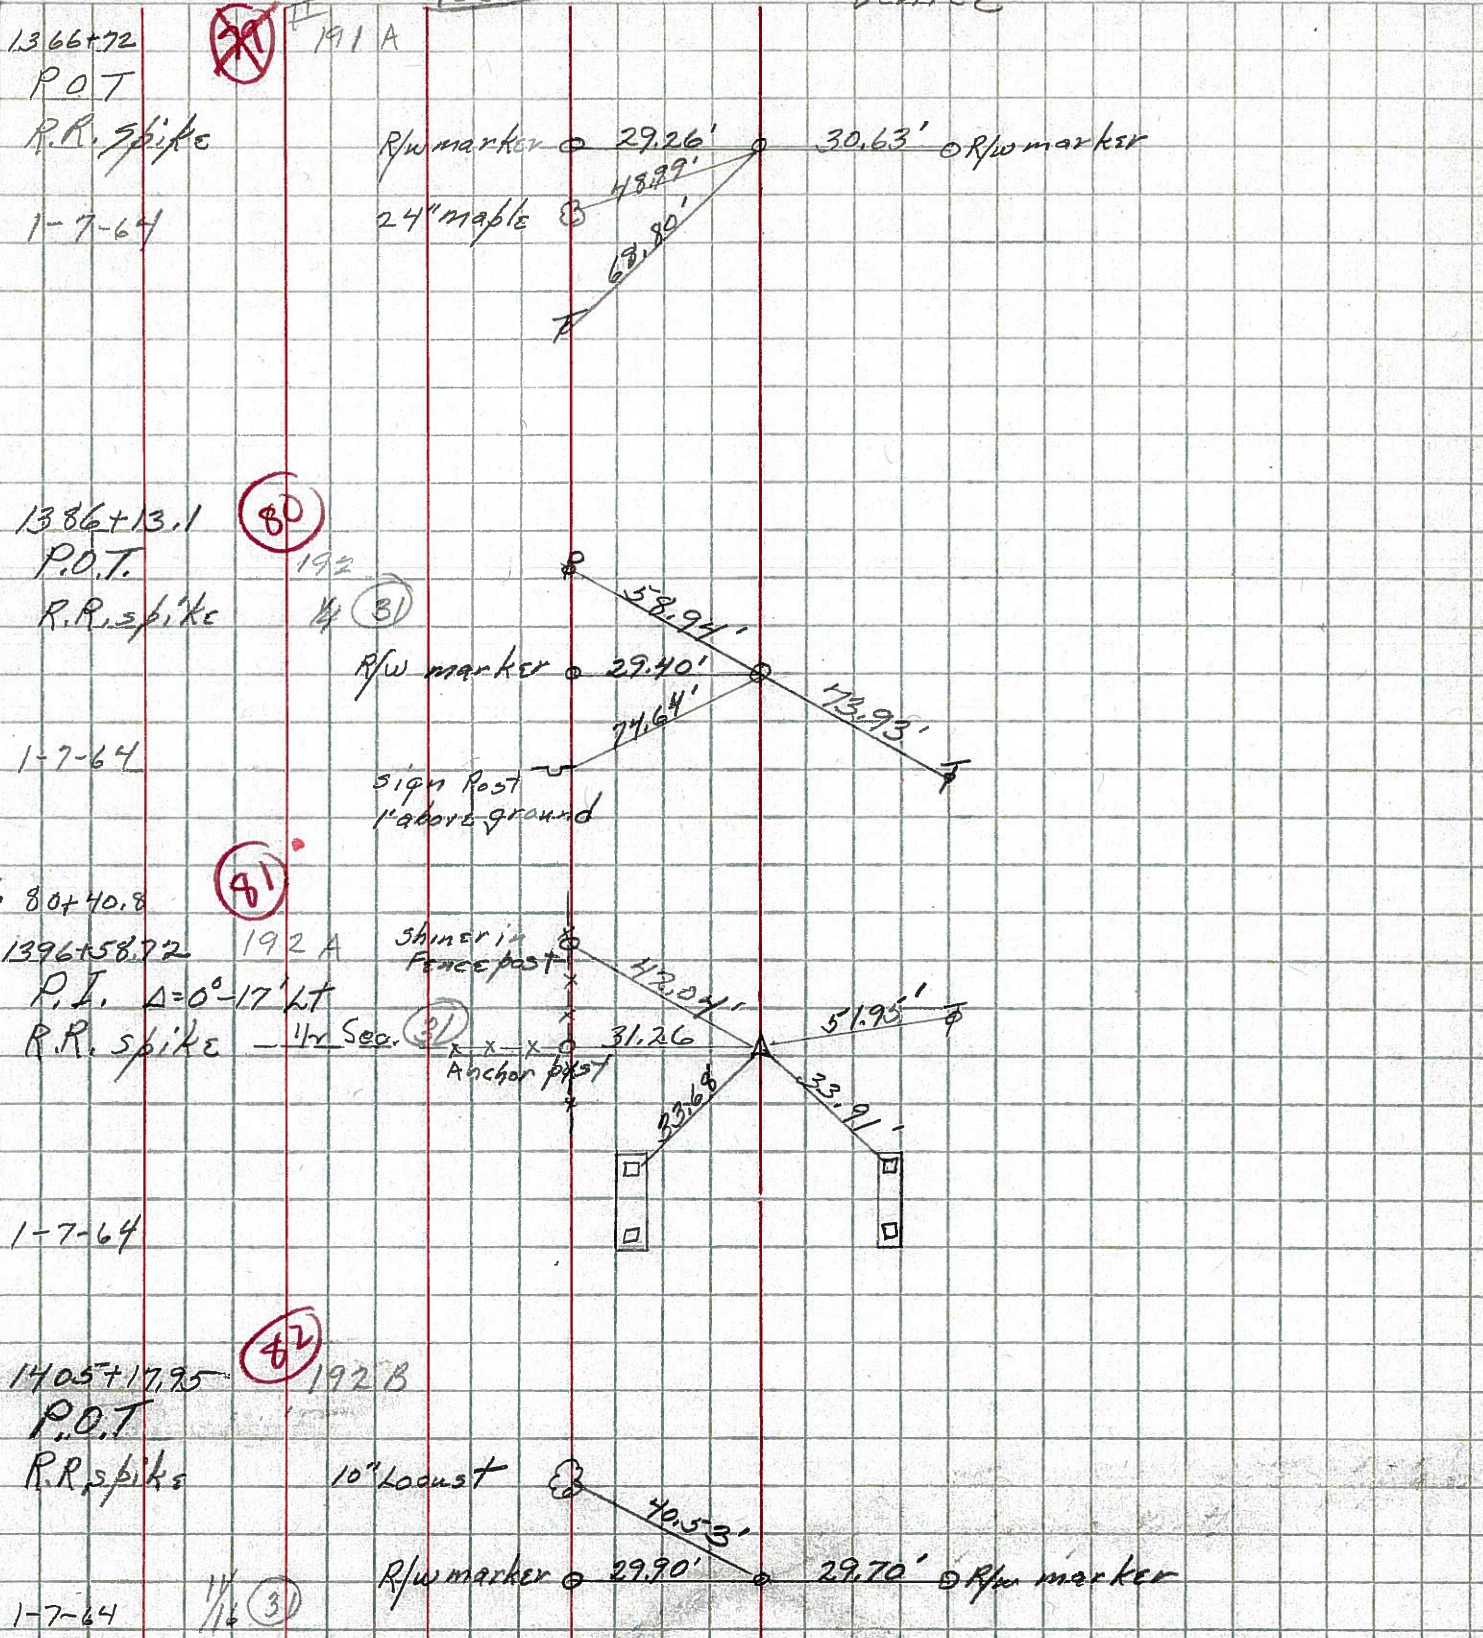 1366+72
191 A
P.O.T
R.R. spike
R/w marker 29.26' 30.63' R/w marker
48.89'
24" maple
68.80'
1-7-64
1386+13.1
80
P.O.T.
192
R.R. spike
31
58.94'
R/w marker 29.40'
74.64'
73.93'
1-7-64
sign Post
1' above ground
81
80+40.8
1396+58.72
192 A
shiner in
Fence post
42.04'
P.I. Δ=0°-17' Lt
R.R. spike
31
31.26
51.95'
Anchor post
33.68'
33.91'
1-7-64
82
1405+17.95
192 B
P.O.T
R.R. spike
10" Locust
40.53'
R/w marker 29.90' 29.70' R/w marker
31
1-7-64